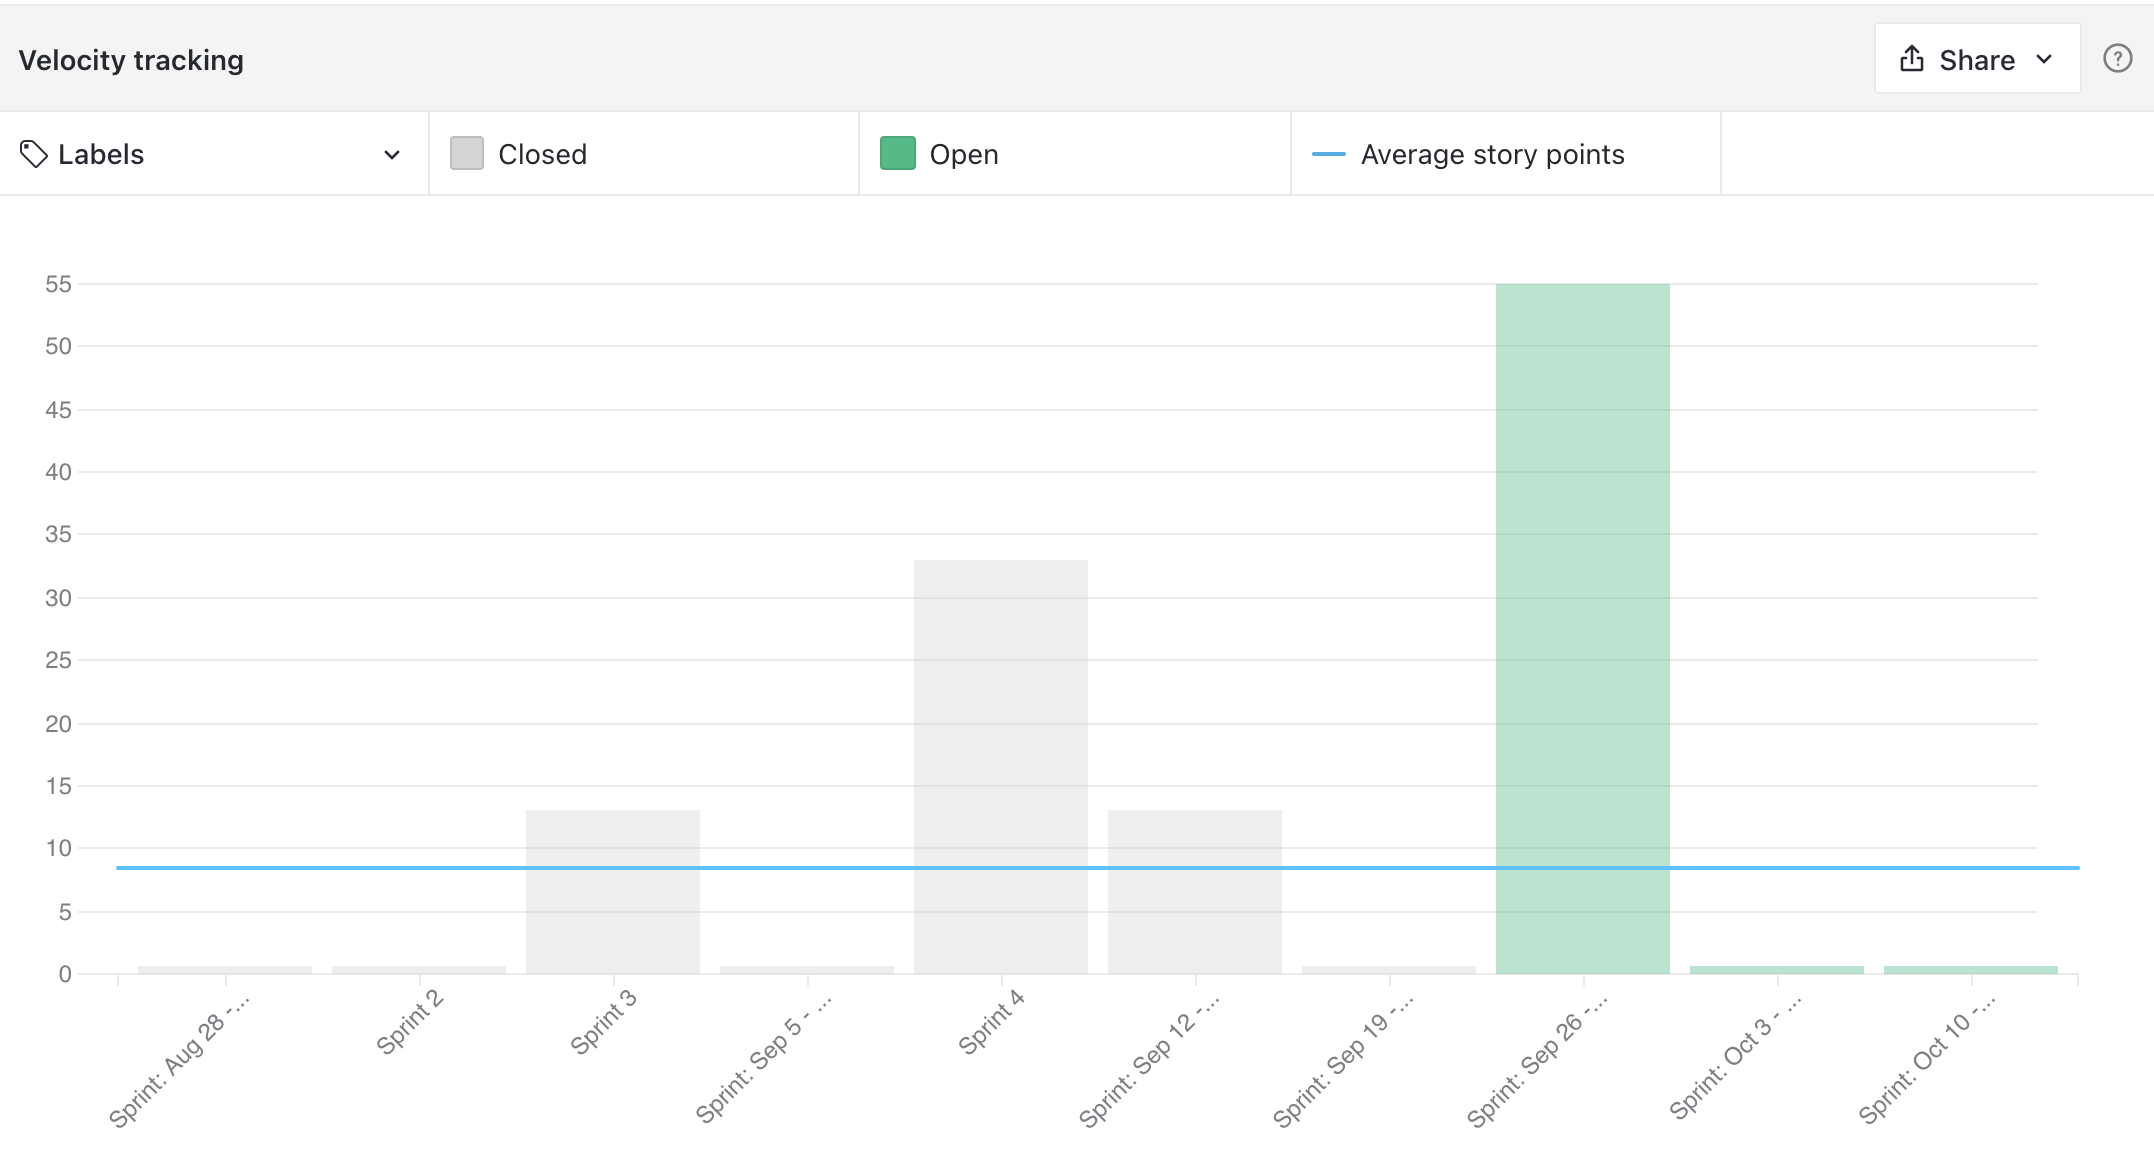 Velocity tracking
Share
Labels
Closed
Open
Average story points
55
50
45
40
35
30
25
20
15
10
5
0
Sprint: Aug 28 -...
Sprint 2
Sprint 3
Sprint: Sep 5 - ...
Sprint 4
Sprint: Sep 12 -...
Sprint: Sep 19 -...
Sprint: Sep 26 -...
Sprint: Oct 3 - ...
Sprint: Oct 10 -...